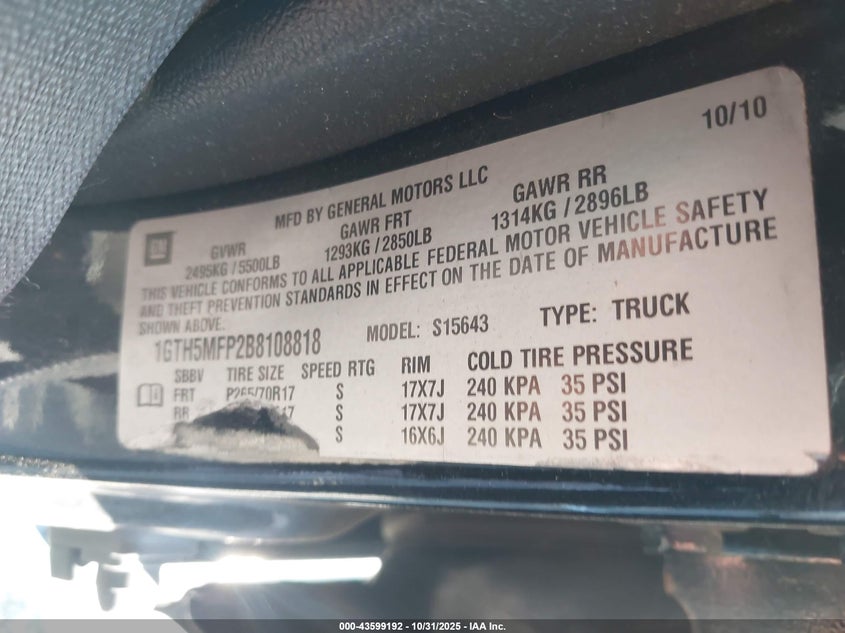 10/10
MFD BY GENERAL MOTORS LLC
GM
GVWR GAWR FRT GAWR RR
2495KG / 5500LB 1293KG / 2850LB 1314KG / 2896LB
THIS VEHICLE CONFORMS TO ALL APPLICABLE FEDERAL MOTOR VEHICLE SAFETY
AND THEFT PREVENTION STANDARDS IN EFFECT ON THE DATE OF MANUFACTURE
SHOWN ABOVE.
1GTH5MFP2B8108818 MODEL: S15643 TYPE: TRUCK
SBBV TIRE SIZE SPEED RTG RIM COLD TIRE PRESSURE
FRT P265/70R17 S 17X7J 240 KPA 35 PSI
RR S 17X7J 240 KPA 35 PSI
S 16X6J 240 KPA 35 PSI
000-43599192 - 10/31/2025 - IAA Inc.